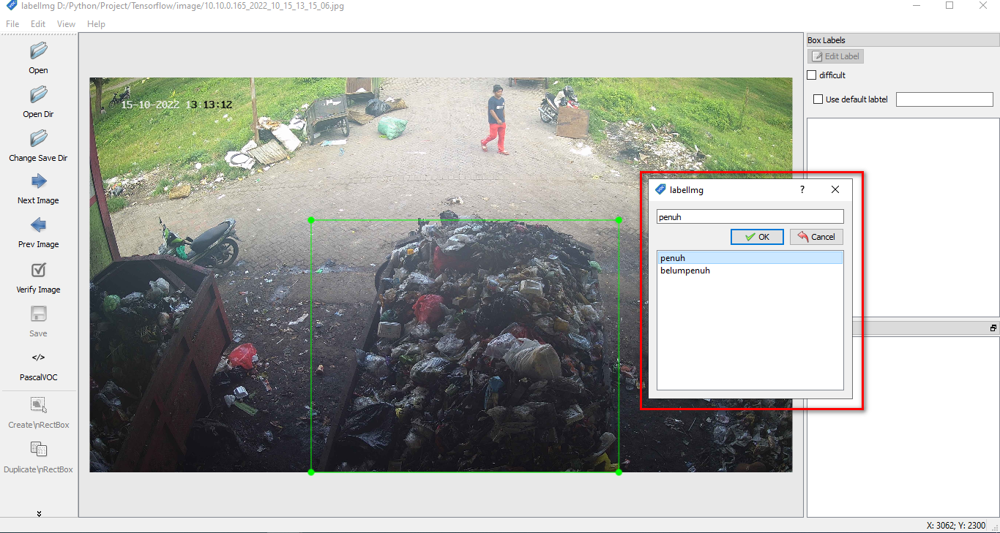 labelImg D:/Python/Project/Tensorflow/image/10.10.0.165_2022_10_15_13_15_06.jpg
File Edit View Help
Open
Open Dir
Change Save Dir
Next Image
Prev Image
Verify Image
Save
</>
PascalVOC
Create\nRectBox
Duplicate\nRectBox
15-10-2022 13 13:12
VOC
labelImg
?
penuh
OK
Cancel
penuh
belumpenuh
Box Labels
Edit Label
difficult
Use default labtel
X: 3062; Y: 2300